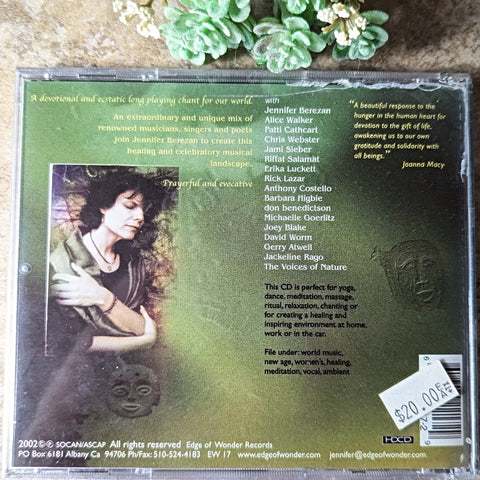 A devotional and ecstatic long playing chant for our world.
An extraordinary and unique mix of
renowned musicians, singers and poets
join Jennifer Berezan to create this
healing and celebratory musical
landscape.
Prayerful and evocative
with
Jennifer Berezan
Alice Walker
Patti Cathcart
Chris Webster
Jami Sieber
Riffat Salamat
Erika Luckett
Rick Lazar
Anthony Costello
Barbara Higbie
don benedictson
Michaelle Goerlitz
Joey Blake
David Worm
Gerry Atwell
Jackeline Rago
The Voices of Nature
This CD is perfect for yoga,
dance, meditation, massage,
ritual, relaxation, chanting or
for creating a healing and
inspiring environment at home,
work or in the car.
File under: world music,
new age, women's, healing,
meditation, vocal, ambient
"A beautiful response to the
hunger in the human heart for
devotion to the gift of life,
awakening us to our own
gratitude and solidarity with
all beings."
Joanna Macy
$20.00
HDCD
2002©℗ SOCAN/ASCAP All rights reserved Edge of Wonder Records
PO Box 6181 Albany Ca 94706 Ph/Fax: 510-524-4183 EW 17 www.edgeofwonder.com jennifer@edgeofwonder.com